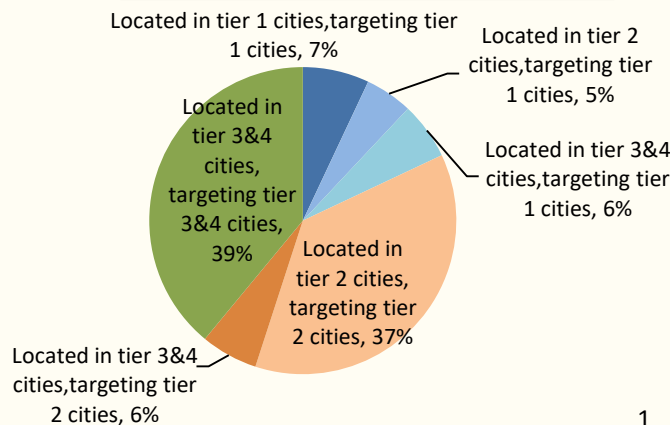 Located in tier 1 cities,targeting tier
1 cities, 7%
Located in tier 2
cities,targeting tier
1 cities, 5%
Located in tier 3&4
cities,targeting tier
1 cities, 6%
Located in
tier 2 cities,
targeting tier
2 cities, 37%
Located in tier 3&4
cities,targeting tier
2 cities, 6%
Located in
tier 3&4
cities,
targeting tier
3&4 cities,
39%
1